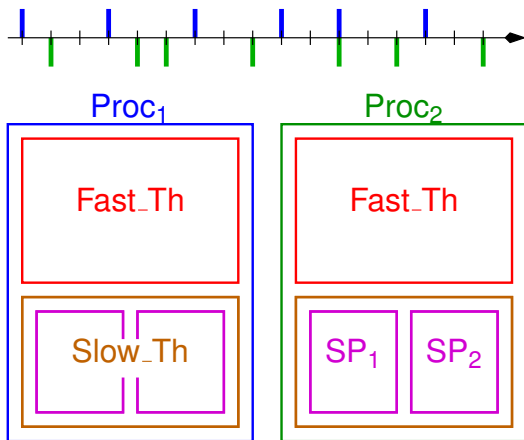 Proc₁ Proc₂
Fast_Th Fast_Th
Slow_Th SP₁ SP₂